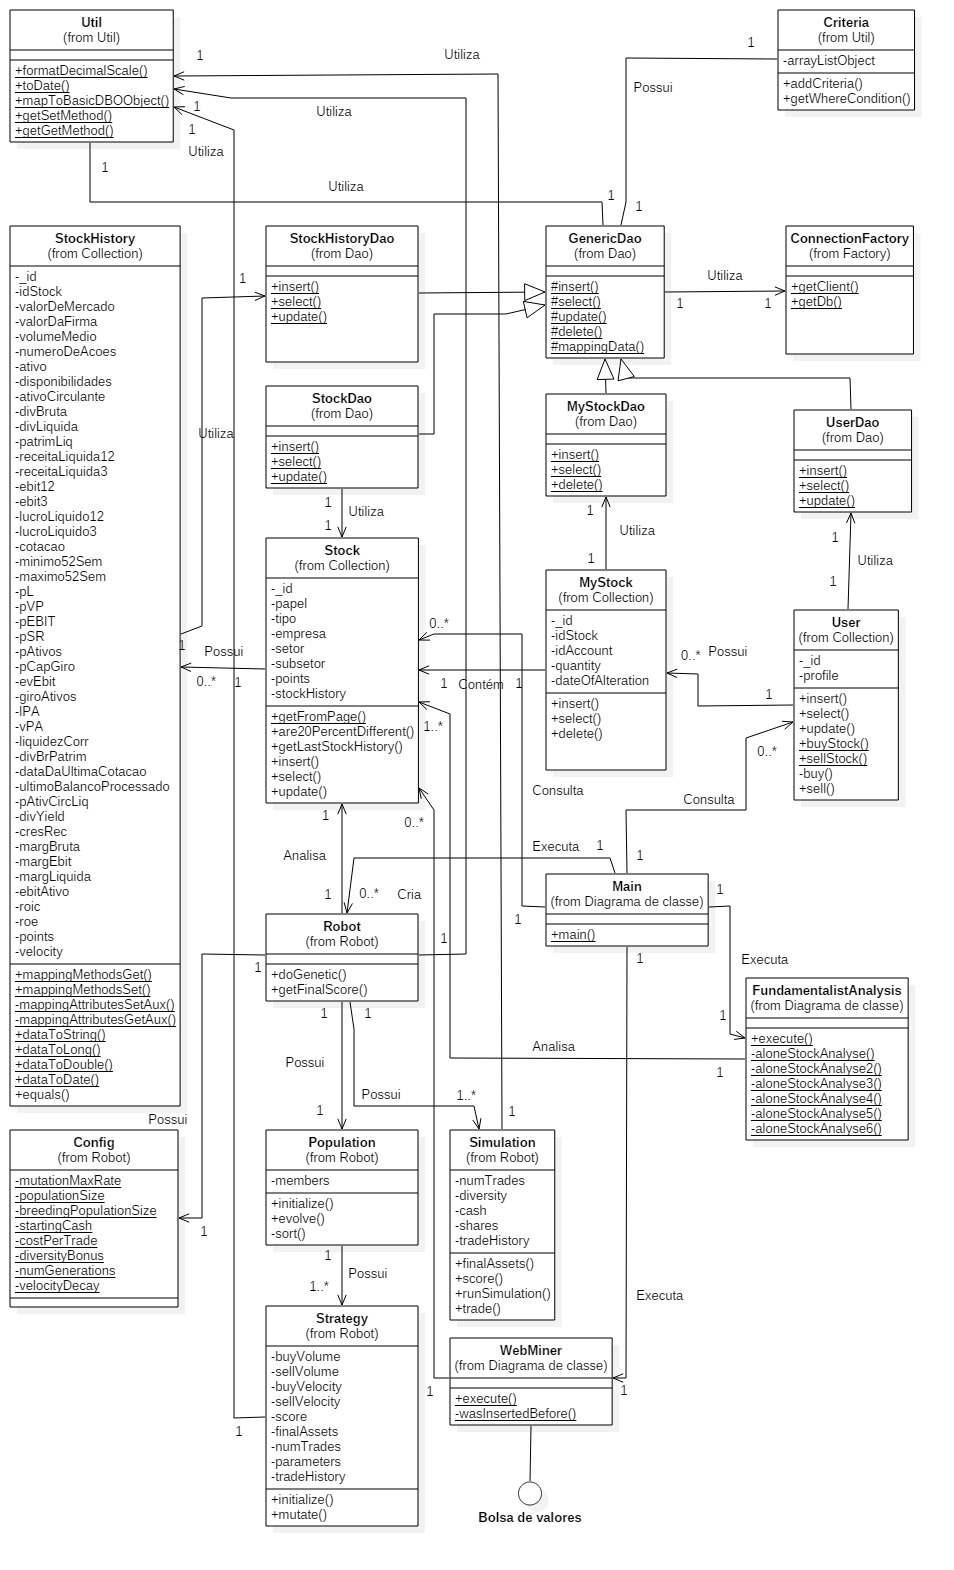 Util
(from Util)
+formatDecimalScale()
+toDate()
+mapToBasicDBOObject()
+getSetMethod()
+getGetMethod()
Criteria
(from Util)
-arrayListObject
+addCriteria()
+getWhereCondition()
1
Utiliza
1
Possui
1
Utiliza
1
Utiliza
1
Utiliza
1
1
StockHistory
(from Collection)
-_id
-idStock
-valorDeMercado
-valorDaFirma
-volumeMedio
-numeroDeAcoes
-ativo
-disponibilidades
-ativoCirculante
-divBruta
-divLiquida
-patrimLiq
-receitaLiquida12
-receitaLiquida3
-ebit12
-ebit3
-lucroLiquido12
-lucroLiquido3
-cotacao
-minimo52Sem
-maximo52Sem
-pL
-pVP
-pEBIT
-pSR
-pAtivos
-pCapGiro
-evEbit
-giroAtivos
-lPA
-vPA
-liquidezCorr
-divBrPatrim
-dataDaUltimaCotacao
-ultimoBalancoProcessado
-pAtivCircLiq
-divYield
-cresRec
-margBruta
-margEbit
-margLiquida
-ebitAtivo
-roic
-roe
-points
-velocity
+mappingMethodsGet()
+mappingMethodsSet()
-mappingAttributesSetAux()
-mappingAttributesGetAux()
+dataToString()
+dataToLong()
+dataToDouble()
+dataToDate()
+equals()
1
Utiliza
1
StockHistoryDao
(from Dao)
+insert()
+select()
+update()
GenericDao
(from Dao)
#insert()
#select()
#update()
#delete()
#mappingData()
Utiliza
1
1
ConnectionFactory
(from Factory)
+getClient()
+getDb()
StockDao
(from Dao)
+insert()
+select()
+update()
MyStockDao
(from Dao)
+insert()
+select()
+delete()
UserDao
(from Dao)
+insert()
+select()
+update()
1
Utiliza
1
1
Utiliza
1
1
Utiliza
1
Stock
(from Collection)
-_id
-papel
-tipo
-empresa
-setor
-subsetor
-points
-stockHistory
+getFromPage()
+are20PercentDifferent()
+getLastStockHistory()
+insert()
+select()
+update()
Possui
0..*
1
MyStock
(from Collection)
-_id
-idStock
-idAccount
-quantity
-dateOfAlteration
+insert()
+select()
+delete()
0..*
1
Contém
1
1..*
User
(from Collection)
-_id
-profile
+insert()
+select()
+update()
+buyStock()
+sellStock()
-buy()
+sell()
0..*
Possui
1
0..*
Consulta
1
Consulta
1
0..*
1
Analisa
1
Executa
1
0..*
Cria
Robot
(from Robot)
+doGenetic()
+getFinalScore()
1
1
Main
(from Diagrama de classe)
+main()
1
Executa
1
1
FundamentalistAnalysis
(from Diagrama de classe)
+execute()
-aloneStockAnalyse()
-aloneStockAnalyse2()
-aloneStockAnalyse3()
-aloneStockAnalyse4()
-aloneStockAnalyse5()
-aloneStockAnalyse6()
Analisa
1
1
1
Possui
1
Possui
1..*
1
Possui
1
Config
(from Robot)
-mutationMaxRate
-populationSize
-breedingPopulationSize
-startingCash
-costPerTrade
-diversityBonus
-numGenerations
-velocityDecay
Population
(from Robot)
-members
+initialize()
+evolve()
-sort()
Simulation
(from Robot)
-numTrades
-diversity
-cash
-shares
-tradeHistory
+finalAssets()
+score()
+runSimulation()
+trade()
1
Possui
1..*
Strategy
(from Robot)
-buyVolume
-sellVolume
-buyVelocity
-sellVelocity
-score
-finalAssets
-numTrades
-parameters
-tradeHistory
+initialize()
+mutate()
1
Executa
1
1
WebMiner
(from Diagrama de classe)
+execute()
-wasInsertedBefore()
Bolsa de valores